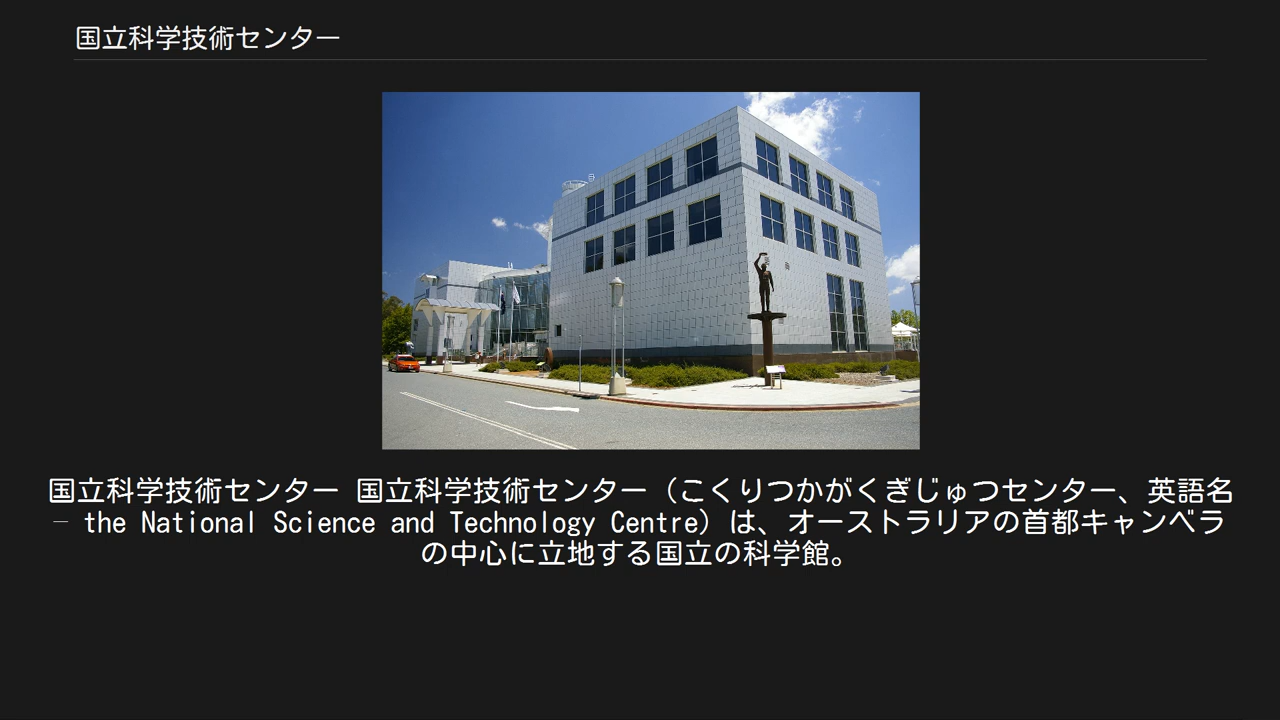 国立科学技術センター
国立科学技術センター 国立科学技術センター（こくりつかがくぎじゅつセンター、英語名
– the National Science and Technology Centre）は、オーストラリアの首都キャンベラ
の中心に立地する国立の科学館。